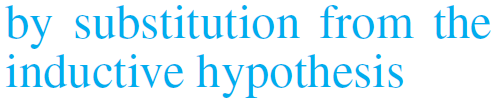 by substitution from the
inductive hypothesis